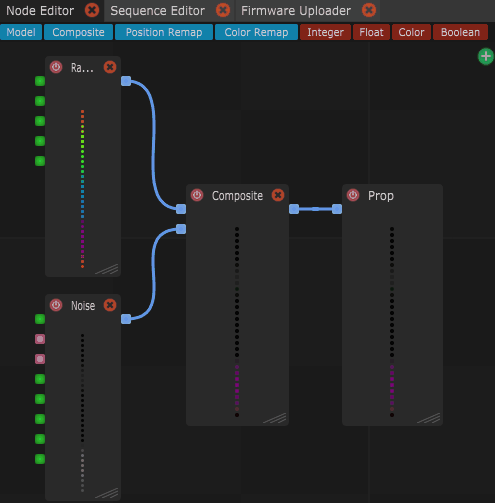 Node Editor Sequence Editor Firmware Uploader
Model Composite Position Remap Color Remap Integer Float Color Boolean
Ra...
Composite
Prop
Noise